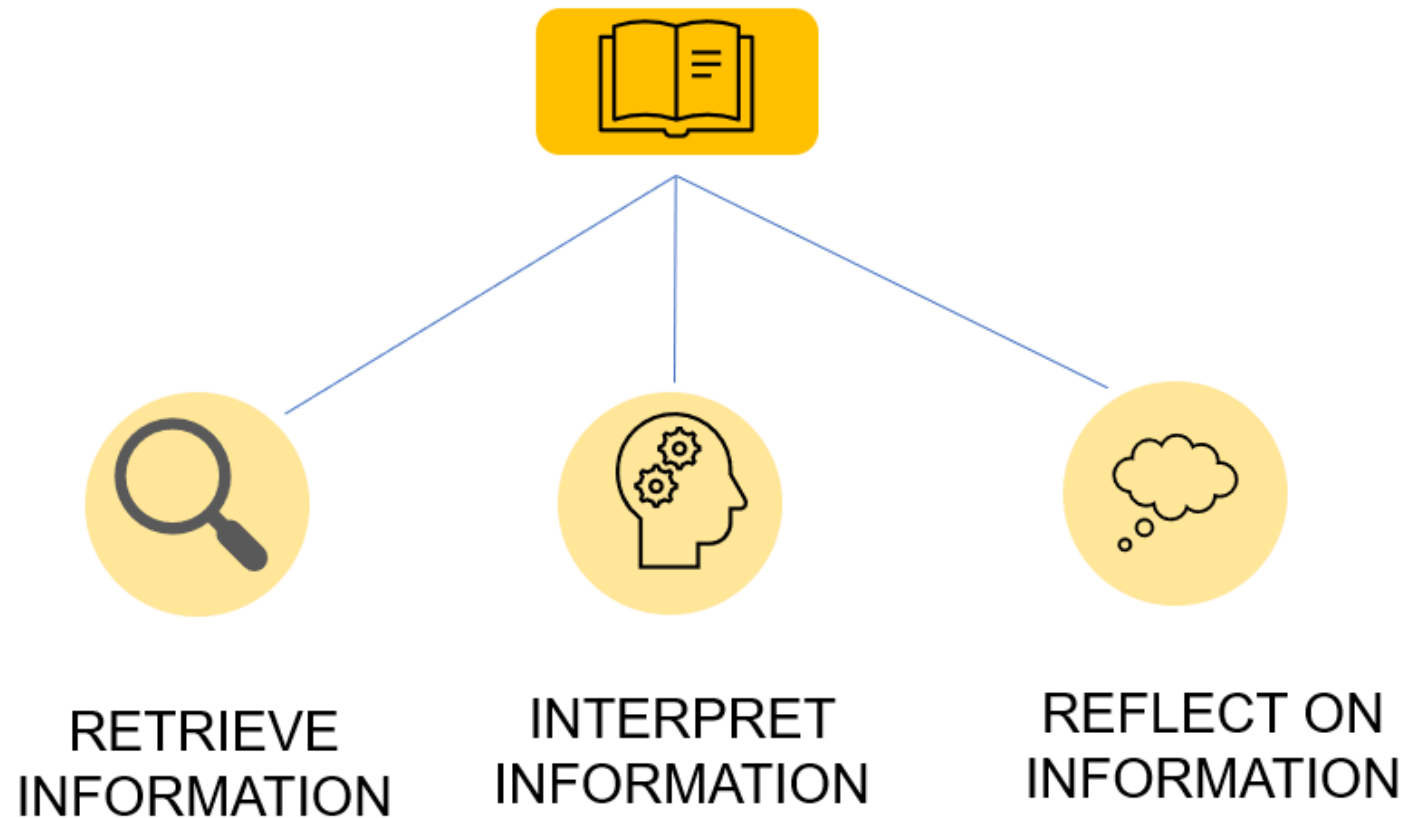 RETRIEVE
INFORMATION
INTERPRET
INFORMATION
REFLECT ON
INFORMATION